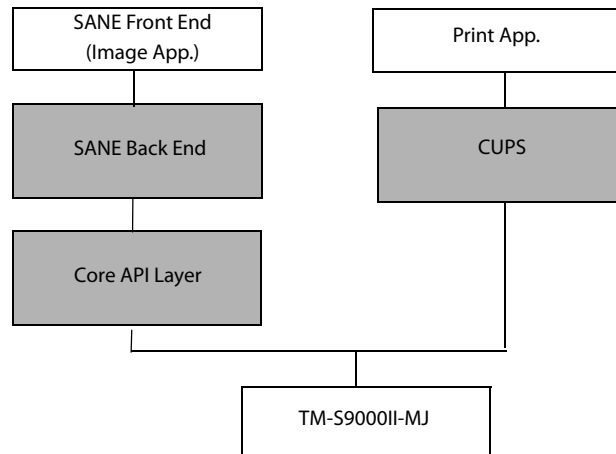 SANE Front End
(Image App.)
Print App.
SANE Back End
CUPS
Core API Layer
TM-S9000II-MJ